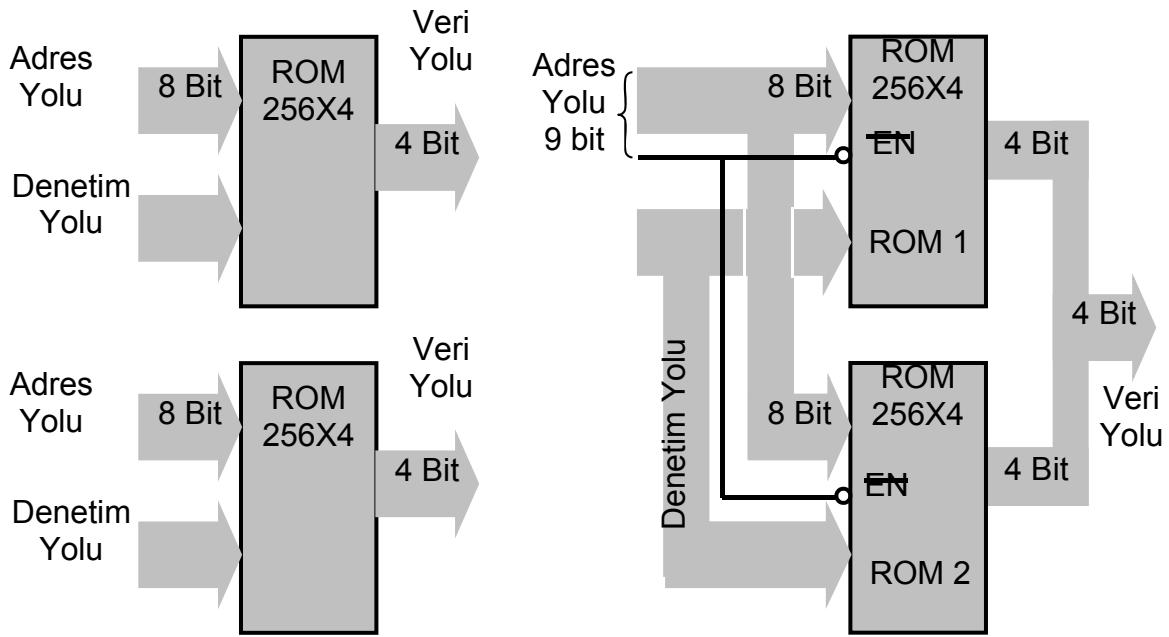 Adres
Yolu
8 Bit
ROM
256X4
Veri
Yolu
4 Bit
Denetim
Yolu
Adres
Yolu
8 Bit
ROM
256X4
Veri
Yolu
4 Bit
Denetim
Yolu
Adres
Yolu
9 bit
8 Bit
ROM
256X4
EN
4 Bit
ROM 1
4 Bit
Veri
Yolu
Denetim Yolu
8 Bit
ROM
256X4
EN
4 Bit
ROM 2